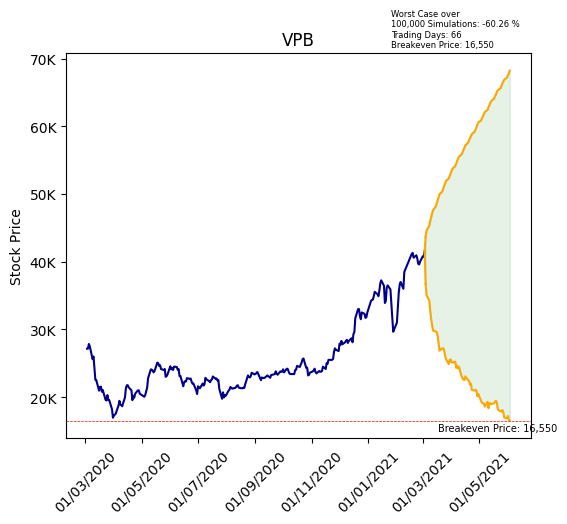 Worst Case over
100,000 Simulations: -60.26 %
Trading Days: 66
Breakeven Price: 16,550
VPB
70K
60K
50K
40K
30K
20K
Stock Price
Breakeven Price: 16,550
01/03/2020
01/05/2020
01/07/2020
01/09/2020
01/11/2020
01/01/2021
01/03/2021
01/05/2021